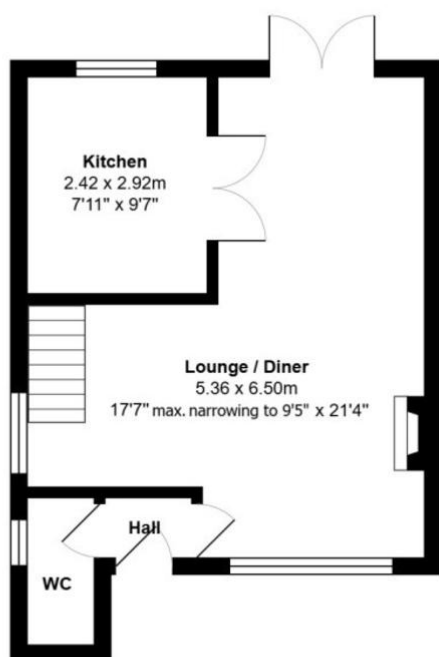 Kitchen
2.42 x 2.92m
7'11" x 9'7"
Lounge / Diner
5.36 x 6.50m
17'7" max. narrowing to 9'5" x 21'4"
Hall
WC